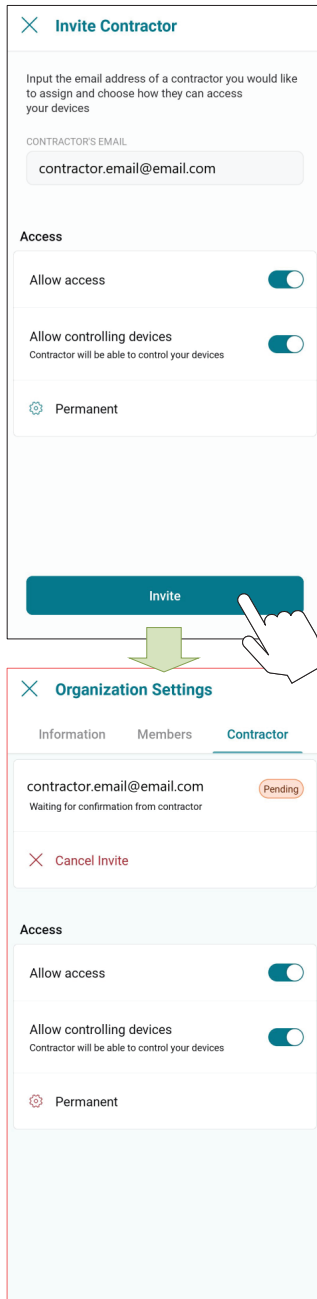 Invite Contractor
Input the email address of a contractor you would like
to assign and choose how they can access
your devices
CONTRACTOR'S EMAIL
contractor.email@email.com
Access
Allow access
Allow controlling devices
Contractor will be able to control your devices
Permanent
Invite
Organization Settings
Information Members Contractor
contractor.email@email.com Pending
Waiting for confirmation from contractor
Cancel Invite
Access
Allow access
Allow controlling devices
Contractor will be able to control your devices
Permanent